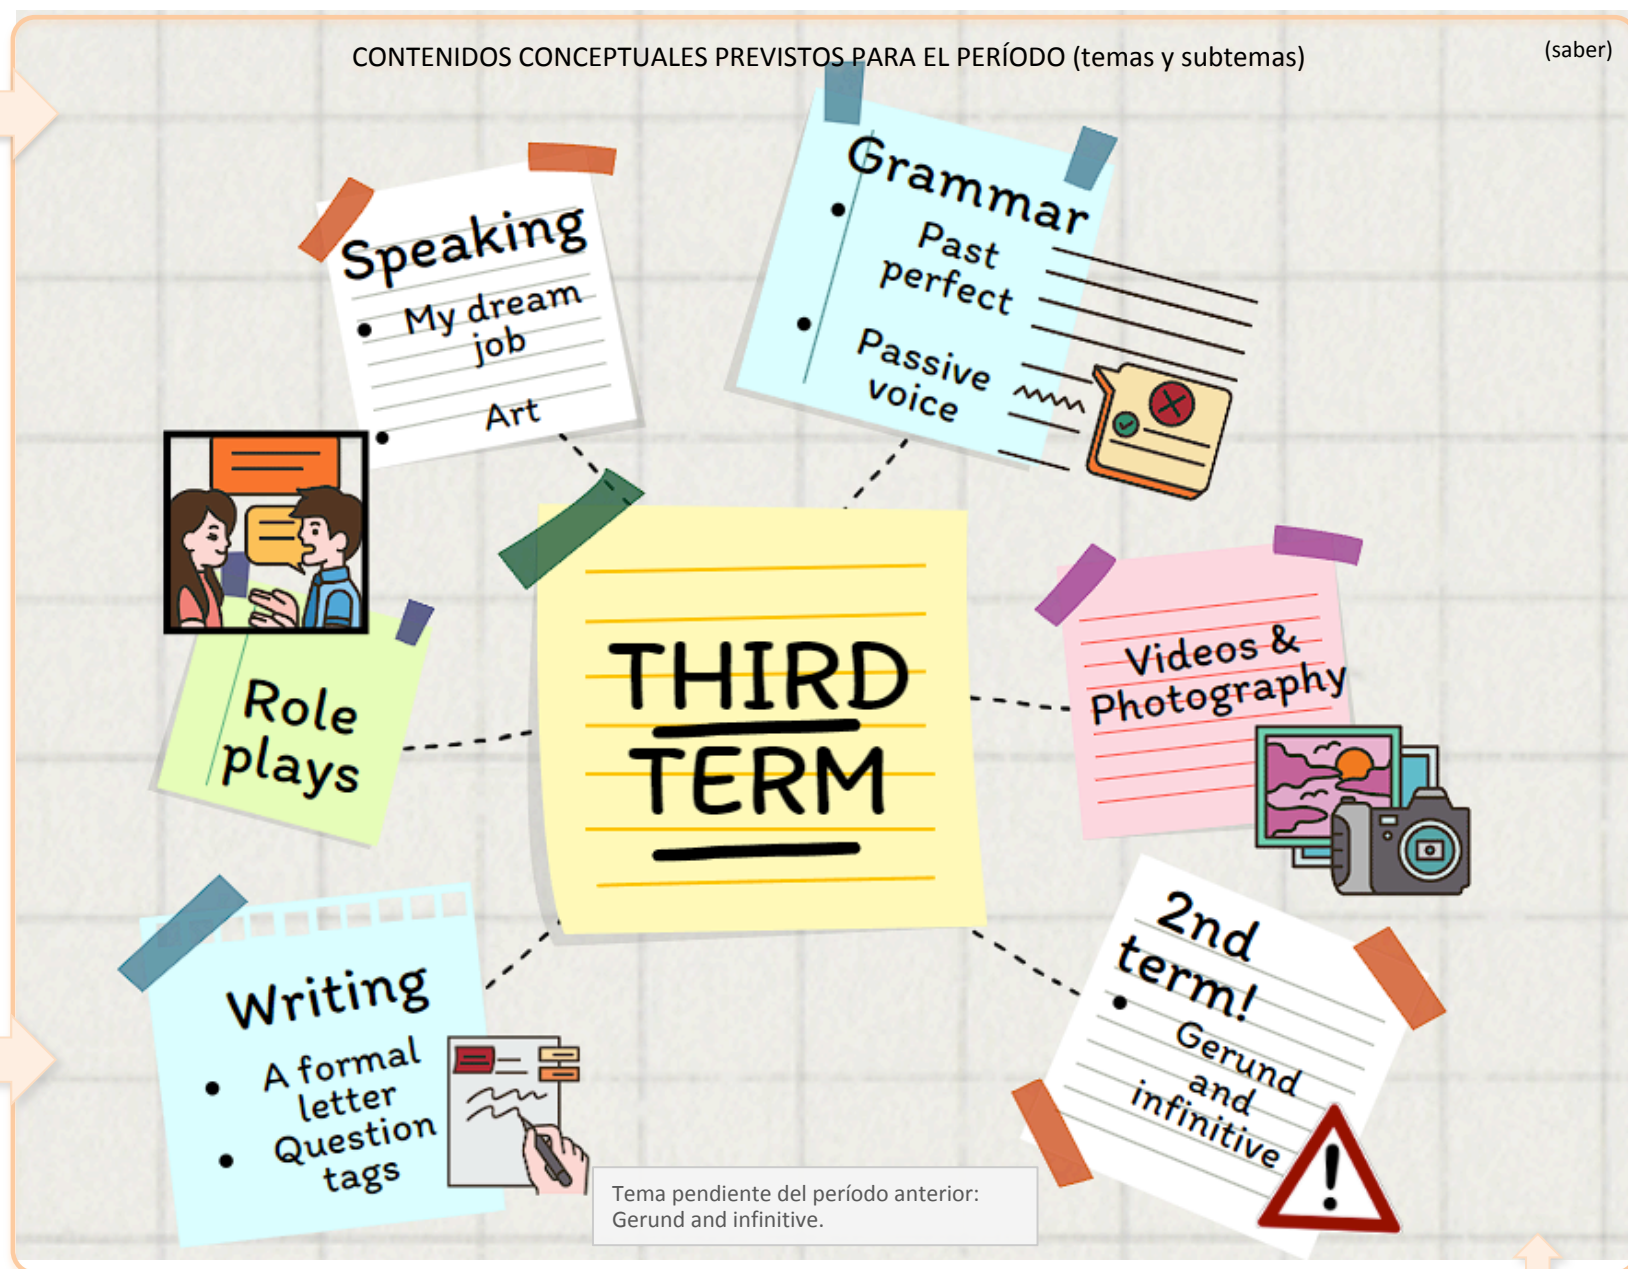 CONTENIDOS CONCEPTUALES PREVISTOS PARA EL PERÍODO (temas y subtemas)
(saber)
Speaking
• My dream
job
• Art
Grammar
• Past
perfect
• Passive
voice
Role
plays
THIRD
TERM
Videos &
Photography
Writing
• A formal
letter
• Question
tags
2nd
term!
• Gerund
and
infinitive
Tema pendiente del período anterior:
Gerund and infinitive.